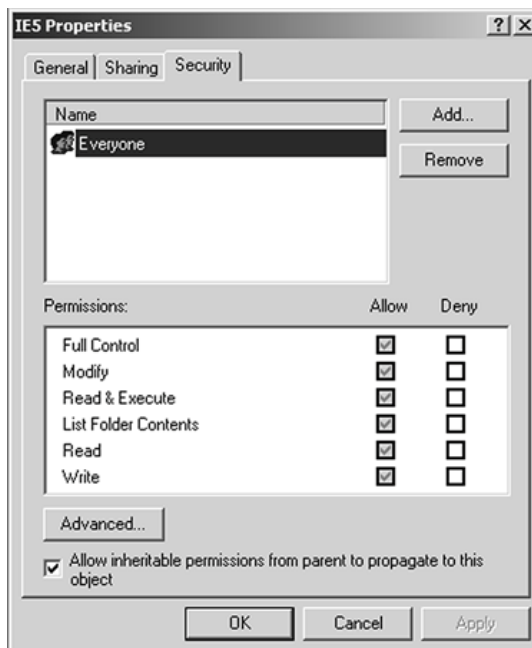 IE5 Properties
General Sharing Security
Name
Everyone
Add...
Remove
Permissions: Allow Deny
Full Control
Modify
Read & Execute
List Folder Contents
Read
Write
Advanced...
Allow inheritable permissions from parent to propagate to this
object
OK Cancel Apply